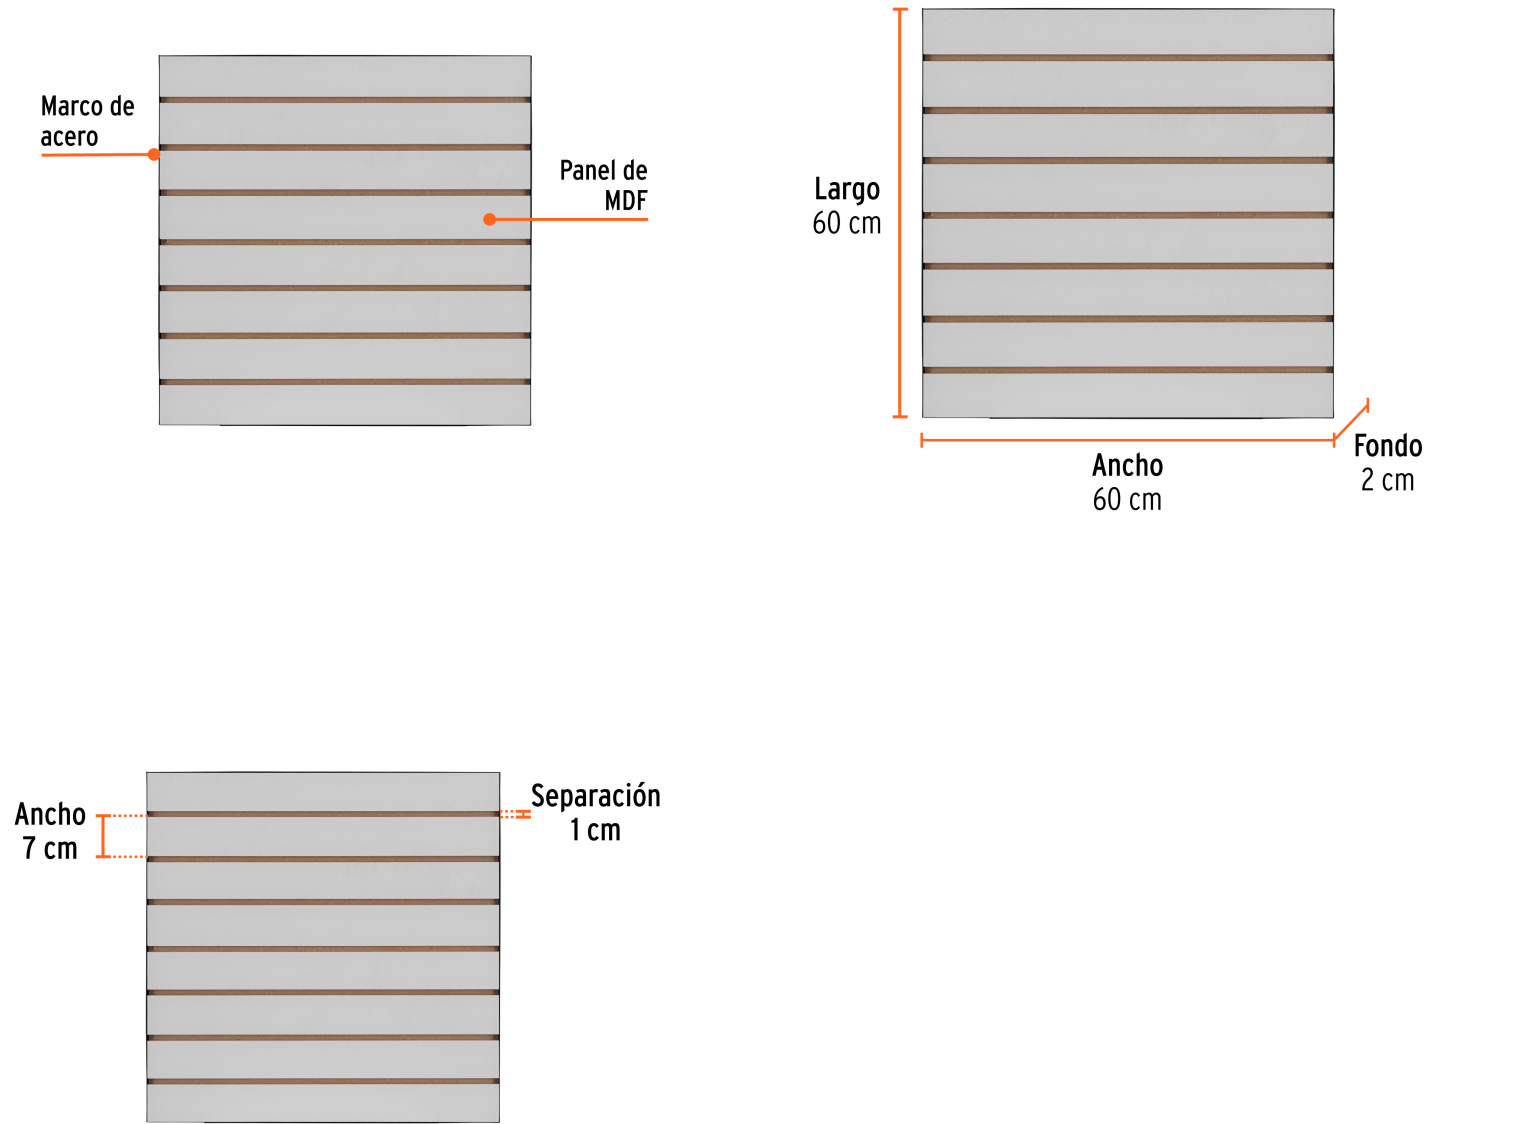 Marco de
acero
Panel de
MDF
Largo
60 cm
Ancho
60 cm
Fondo
2 cm
Ancho
7 cm
Separación
1 cm